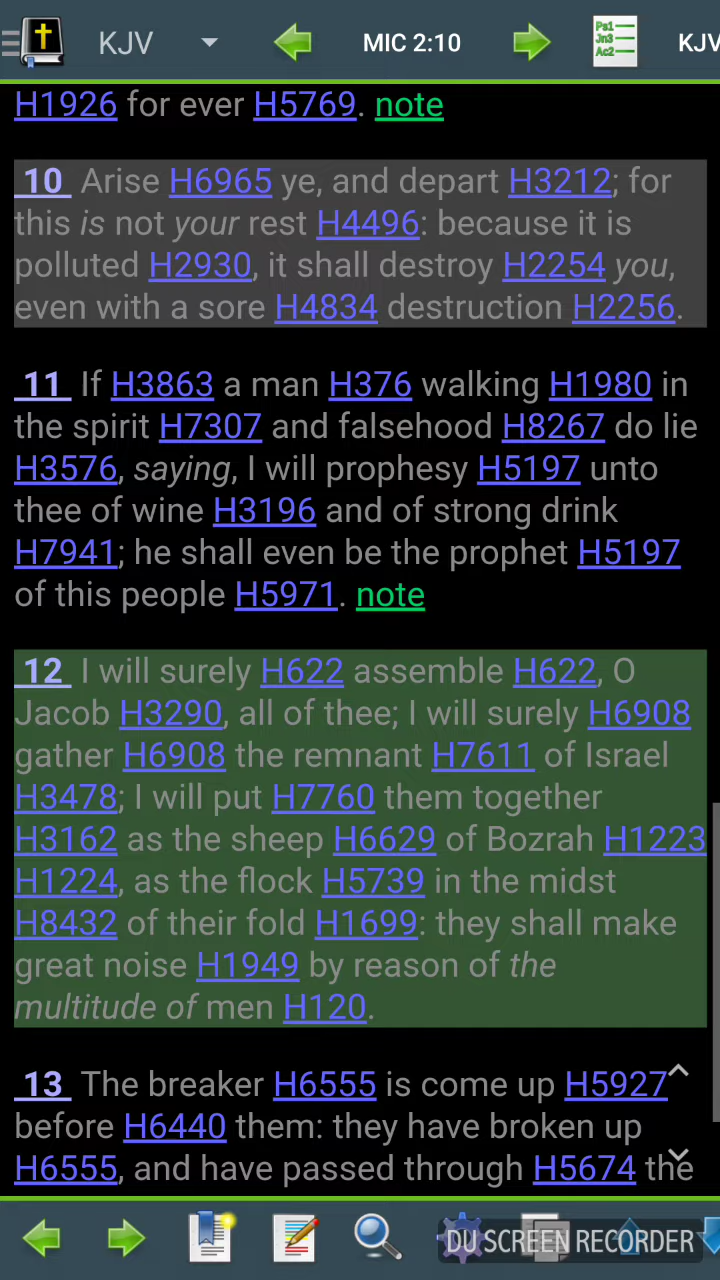 KJV MIC 2:10 Ps1 Jn3 Ac2 KJV
H1926 for ever H5769. note
10 Arise H6965 ye, and depart H3212; for
this is not your rest H4496: because it is
polluted H2930, it shall destroy H2254 you,
even with a sore H4834 destruction H2256.
11 If H3863 a man H376 walking H1980 in
the spirit H7307 and falsehood H8267 do lie
H3576, saying, I will prophesy H5197 unto
thee of wine H3196 and of strong drink
H7941; he shall even be the prophet H5197
of this people H5971. note
12 I will surely H622 assemble H622, O
Jacob H3290, all of thee; I will surely H6908
gather H6908 the remnant H7611 of Israel
H3478; I will put H7760 them together
H3162 as the sheep H6629 of Bozrah H1223
H1224, as the flock H5739 in the midst
H8432 of their fold H1699: they shall make
great noise H1949 by reason of the
multitude of men H120.
13 The breaker H6555 is come up H5927
before H6440 them: they have broken up
H6555, and have passed through H5674 the
DU SCREEN RECORDER